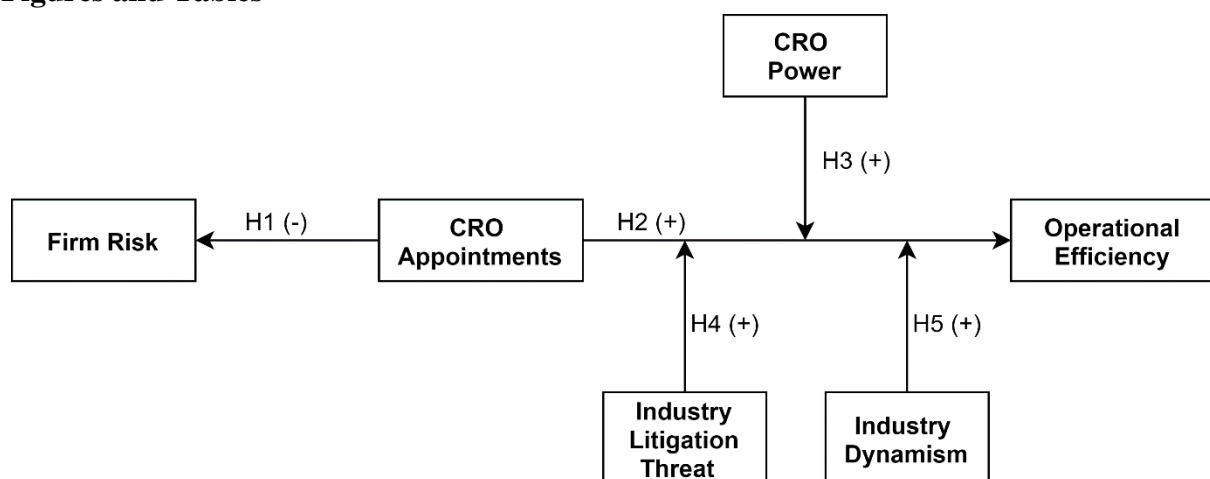 Figures and Tables
CRO
Power
H3 (+)
Firm Risk
H1 (-)
CRO
Appointments
H2 (+)
Operational
Efficiency
H4 (+)
H5 (+)
Industry
Litigation
Threat
Industry
Dynamism